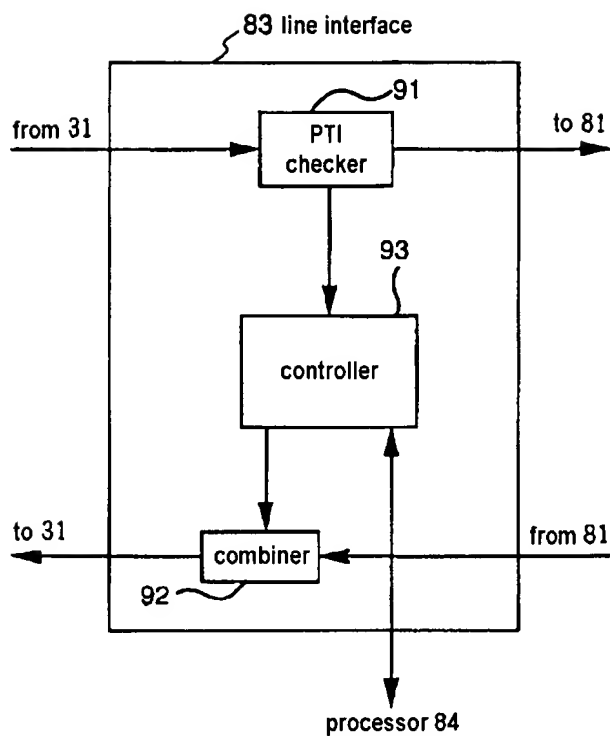 83 line interface
91
from 31
PTI
checker
to 81
93
controller
to 31
combiner
from 81
92
processor 84